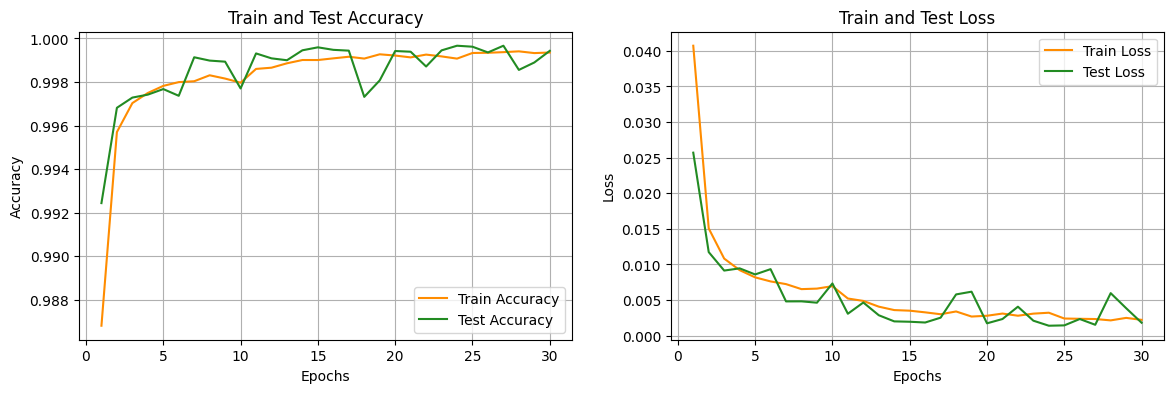 Train and Test Accuracy
Accuracy
1.000
0.998
0.996
0.994
0.992
0.990
0.988
0 5 10 15 20 25 30
Epochs
Train Accuracy
Test Accuracy
Train and Test Loss
Loss
0.040
0.035
0.030
0.025
0.020
0.015
0.010
0.005
0.000
0 5 10 15 20 25 30
Epochs
Train Loss
Test Loss